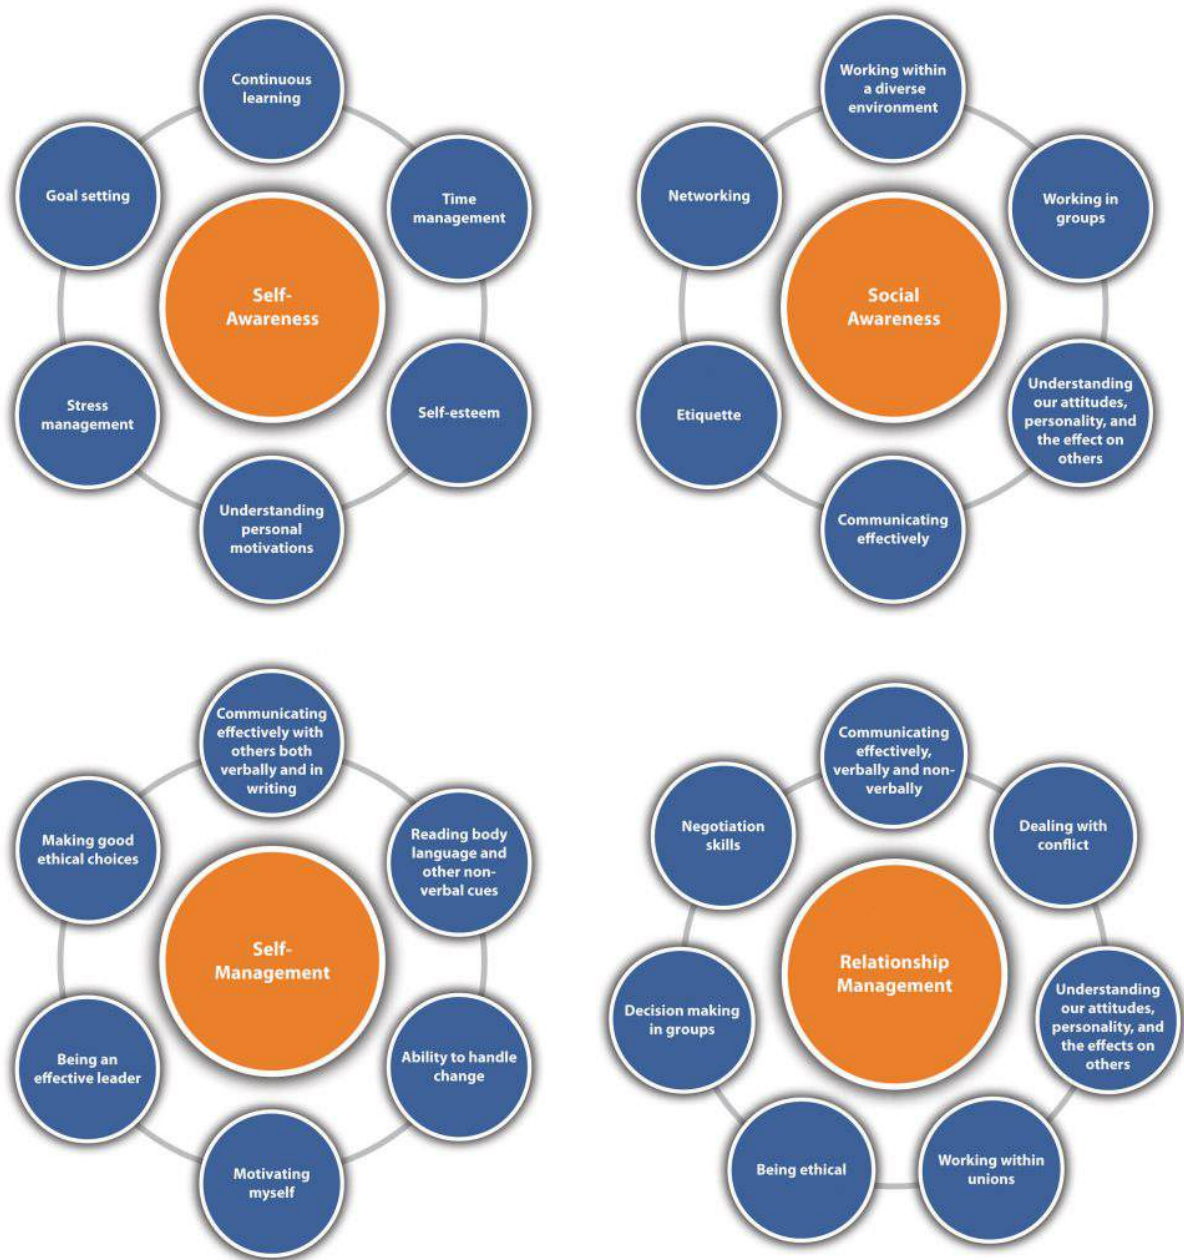 Continuous
learning
Time
management
Self-esteem
Understanding
personal
motivations
Stress
management
Goal setting
Self-
Awareness
Working within
a diverse
environment
Working in
groups
Understanding
our attitudes,
personality, and
the effect on
others
Communicating
effectively
Etiquette
Networking
Social
Awareness
Communicating
effectively with
others both
verbally and in
writing
Reading body
language and
other non-
verbal cues
Ability to handle
change
Motivating
myself
Being an
effective leader
Making good
ethical choices
Self-
Management
Communicating
effectively,
verbally and non-
verbally
Dealing with
conflict
Understanding
our attitudes,
personality, and
the effects on
others
Working within
unions
Being ethical
Decision making
in groups
Negotiation
skills
Relationship
Management